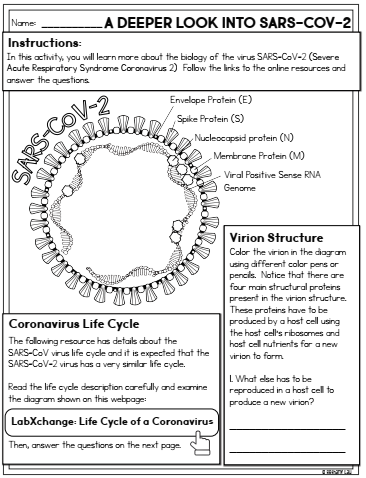 Name: ____________ A DEEPER LOOK INTO SARS-COV-2
Instructions:
In this activity, you will learn more about the biology of the virus SARS-CoV-2 (Severe
Acute Respiratory Syndrome Coronavirus 2) Follow the links to the online resources and
answer the questions.
SARS-CoV-2
Envelope Protein (E)
Spike Protein (S)
Nucleocapsid protein (N)
Membrane Protein (M)
Viral Positive Sense RNA
Genome
Virion Structure
Color the virion in the diagram
using different color pens or
pencils. Notice that there are
four main structural proteins
present in the virion structure.
These proteins have to be
produced by a host cell using
the host cell's ribosomes and
host cell nutrients for a new
virion to form.
1. What else has to be
reproduced in a host cell to
produce a new virion?
Coronavirus Life Cycle
The following resource has details about the
SARS-CoV virus life cycle and it is expected that the
SARS-CoV-2 virus has a very similar life cycle.
Read the life cycle description carefully and examine
the diagram shown on this webpage:
LabXchange: Life Cycle of a Coronavirus
Then, answer the questions on the next page.